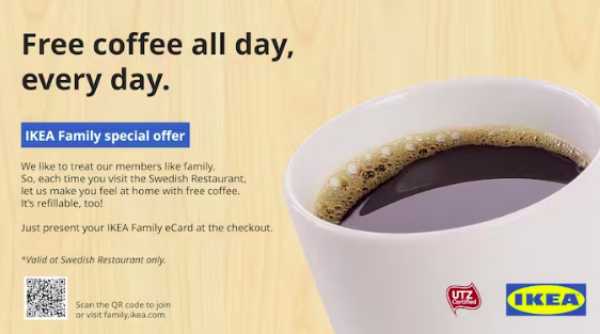 Free coffee all day,
every day.
IKEA Family special offer
We like to treat our members like family.
So, each time you visit the Swedish Restaurant,
let us make you feel at home with free coffee.
It's refillable, too!
Just present your IKEA Family eCard at the checkout.
*Valid at Swedish Restaurant only.
Scan the QR code to join
or visit family.ikea.com
UTZ
Certified
IKEA